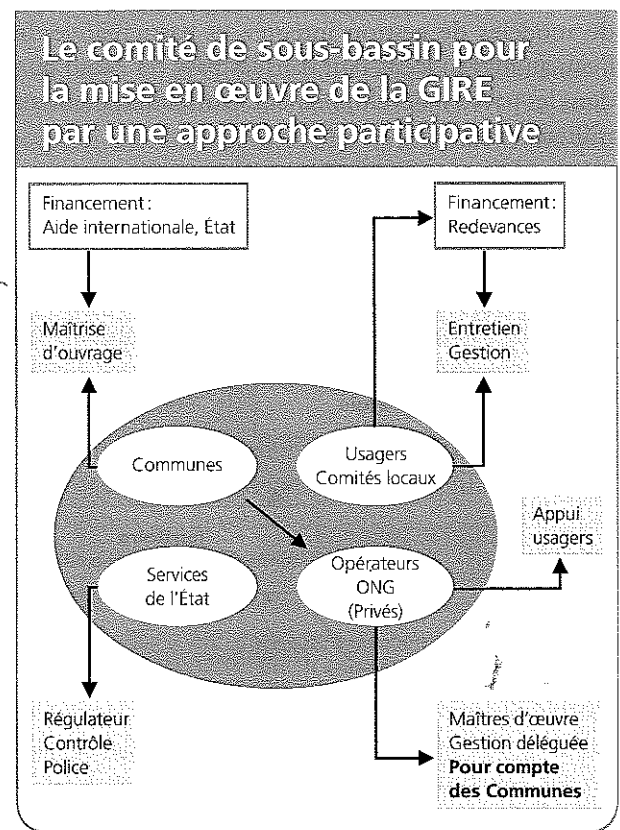 Le comité de sous-bassin pour
la mise en œuvre de la GIRE
par une approche participative
Financement :
Aide internationale, État
Financement :
Redevances
Maîtrise
d'ouvrage
Entretien
Gestion
Communes
Usagers
Comités locaux
Appui
usagers
Services
de l'État
Opérateurs
ONG
(Privés)
Régulateur
Contrôle
Police
Maîtres d'œuvre
Gestion déléguée
Pour compte
des Communes